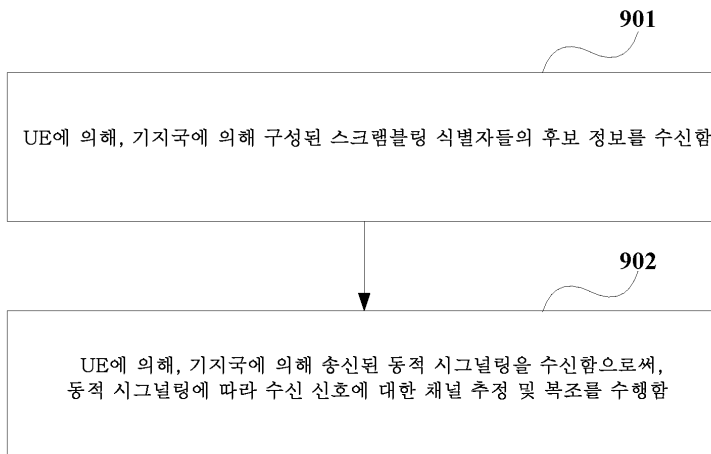 901
UE에 의해, 기지국에 의해 구성된 스크램블링 식별자들의 후보 정보를 수신함
902
UE에 의해, 기지국에 의해 송신된 동적 시그널링을 수신함으로써,
동적 시그널링에 따라 수신 신호에 대한 채널 추정 및 복조를 수행함